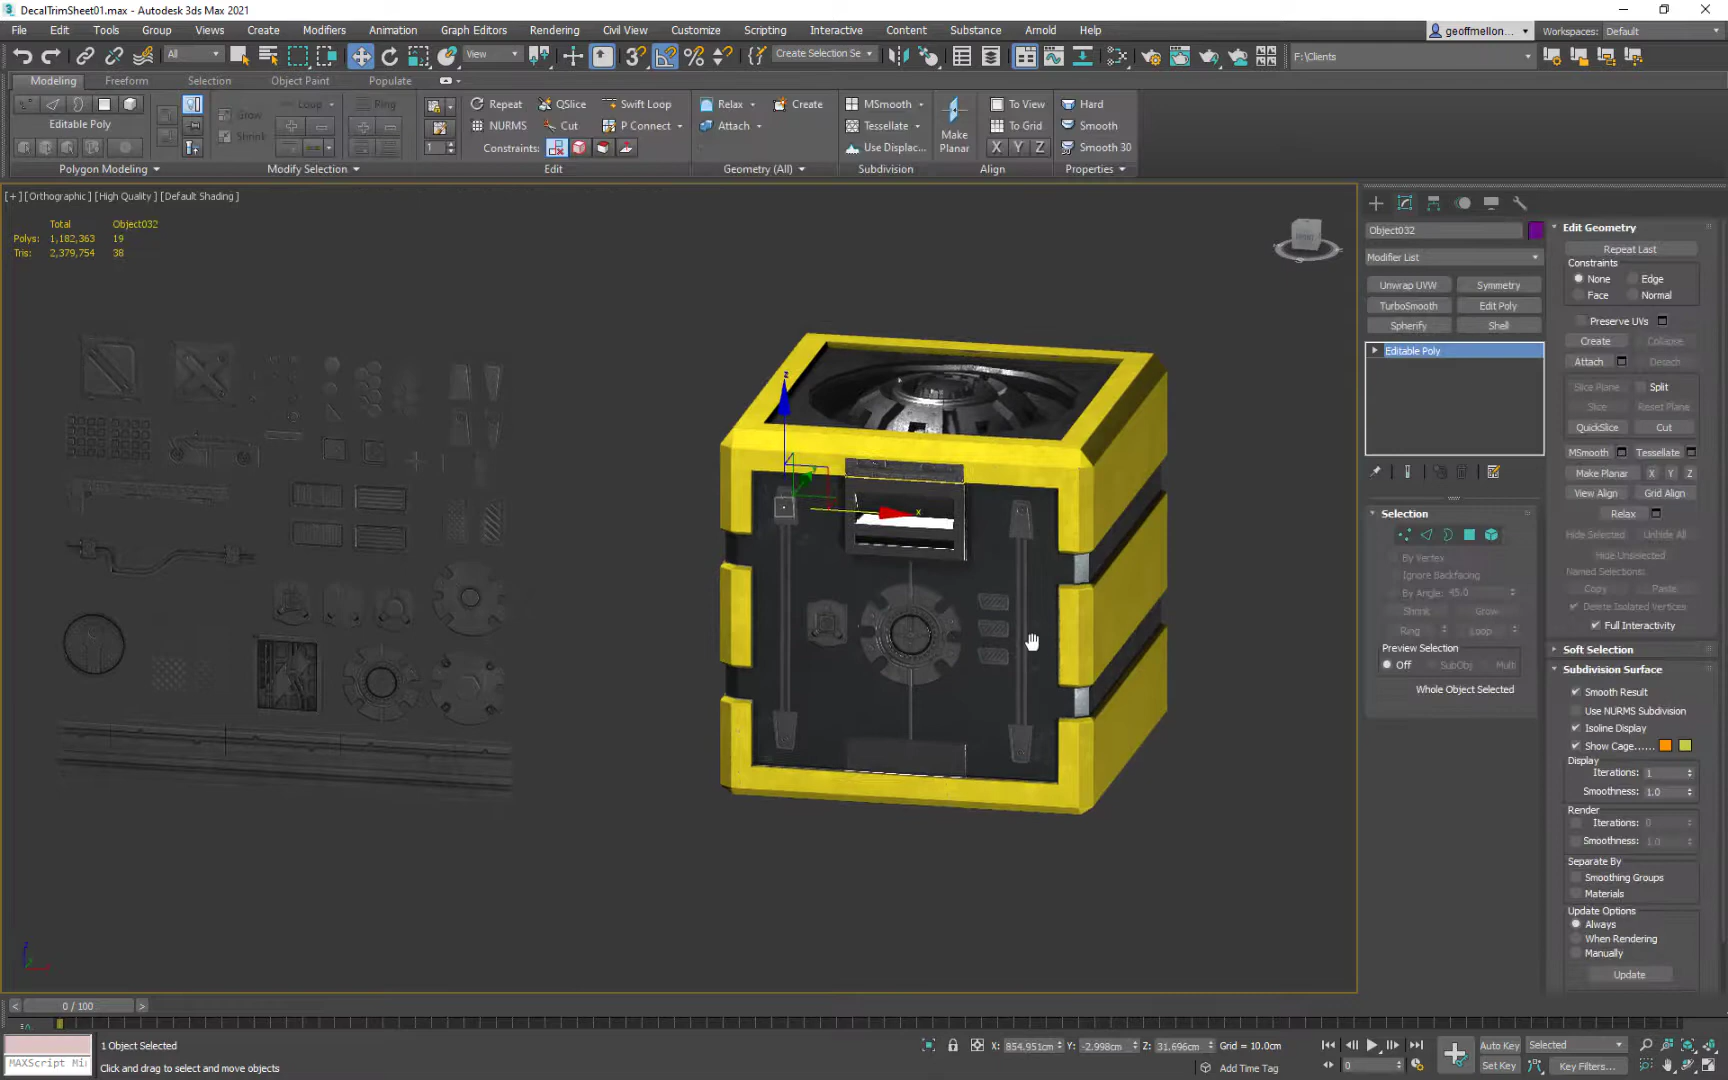 DecalTrimSheet01.max - Autodesk 3ds Max 2021
File Edit Tools Group Views Create Modifiers Animation Graph Editors Rendering Civil View Customize Scripting Interactive Content Substance Arnold Help
geoffmellon... Workspaces: Default
All View Create Selection Se F:\Clients
Modeling Freeform Selection Object Paint Populate
Loop Ring Repeat QSlice Swift Loop Relax Create MSmooth To View Hard
Editable Poly Grow NURMS Cut P Connect Attach Tessellate Make Planar To Grid Smooth
Shrink 1 Constraints: Use Displac... X Y Z Smooth 30
Polygon Modeling Modify Selection Edit Geometry (All) Subdivision Align Properties
[+] [Orthographic] [High Quality] [Default Shading]
Total Object032
Polys: 1,182,363 19
Tris: 2,379,754 38
FRONT
z
x
Object032
Modifier List
Unwrap UVW Symmetry
TurboSmooth Edit Poly
Spherify Shell
Editable Poly
Selection
By Vertex
Ignore Backfacing
By Angle: 45.0
Shrink Grow
Ring Loop
Preview Selection
Off SubObj Multi
Whole Object Selected
Edit Geometry
Repeat Last
Constraints
None Edge
Face Normal
Preserve UVs
Create Collapse
Attach Detach
Slice Plane Split
Slice Reset Plane
QuickSlice Cut
MSmooth Tessellate
Make Planar X Y Z
View Align Grid Align
Relax
Hide Selected Unhide All
Hide Unselected
Named Selections:
Copy Paste
Delete Isolated Vertices
Full Interactivity
Soft Selection
Subdivision Surface
Smooth Result
Use NURMS Subdivision
Isoline Display
Show Cage......
Display
Iterations: 1
Smoothness: 1.0
Render
Iterations: 0
Smoothness: 1.0
Separate By
Smoothing Groups
Materials
Update Options
Always
When Rendering
Manually
Update
< 0 / 100 >
1 Object Selected
X: 854.951cm Y: -2.998cm Z: 31.696cm Grid = 10.0cm
Auto Key Selected
MAXScript Mi
Click and drag to select and move objects
Add Time Tag
0
Set Key Key Filters...